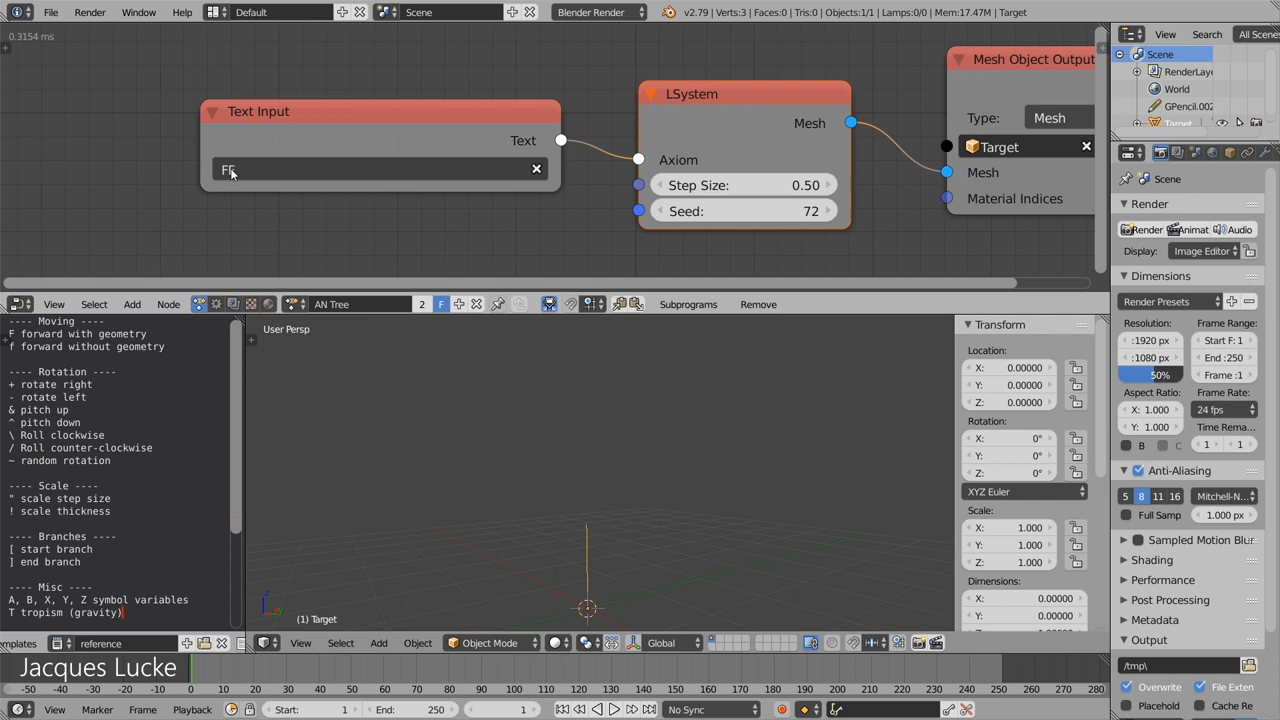 File Render Window Help Default Scene Blender Render v2.79 | Verts:3 | Faces:0 | Tris:0 | Objects:1/1 | Lamps:0/0 | Mem:17.47M | Target
0.3154 ms
Text Input
Text
FF
LSystem
Mesh
Axiom
Step Size: 0.50
Seed: 72
Mesh Object Output
Type: Mesh
Target
Mesh
Material Indices
View Select Add Node AN Tree 2 F Subprograms Remove
---- Moving ----
F forward with geometry
f forward without geometry
---- Rotation ----
+ rotate right
- rotate left
& pitch up
^ pitch down
\ Roll clockwise
/ Roll counter-clockwise
~ random rotation
---- Scale ----
" scale step size
! scale thickness
---- Branches ----
[ start branch
] end branch
---- Misc ----
A, B, X, Y, Z symbol variables
T tropism (gravity)
mplates reference
User Persp
(1) Target
View Select Add Object Object Mode Global
Transform
Location:
X: 0.00000
Y: 0.00000
Z: 0.00000
Rotation:
X: 0°
Y: 0°
Z: 0°
XYZ Euler
Scale:
X: 1.000
Y: 1.000
Z: 1.000
Dimensions:
X: 0.00000
Y: 0.00000
View Search All Scenes
Scene
RenderLaye
World
GPencil.002
Target
Scene
Render
Render Animat Audio
Display: Image Editor
Dimensions
Render Presets
Resolution: Frame Range:
:1920 px Start F: 1
:1080 px End :250
50% Frame :1
Aspect Ratio: Frame Rate:
X: 1.000 24 fps
Y: 1.000 Time Rema...
B C 1 1
Anti-Aliasing
5 8 11 16 Mitchell-N...
Full Samp 1.000 px
Sampled Motion Blur
Shading
Performance
Post Processing
Metadata
Output
/tmp\
Overwrite File Exten
Placehold Cache Re
Jacques Lucke
-50 -40 -30 -20 -10 0 10 20 30 40 50 60 70 80 90 100 110 120 130 140 150 160 170 180 190 200 210 220 230 240 250 260 270 280
View Marker Frame Playback Start: 1 End: 250 1 No Sync